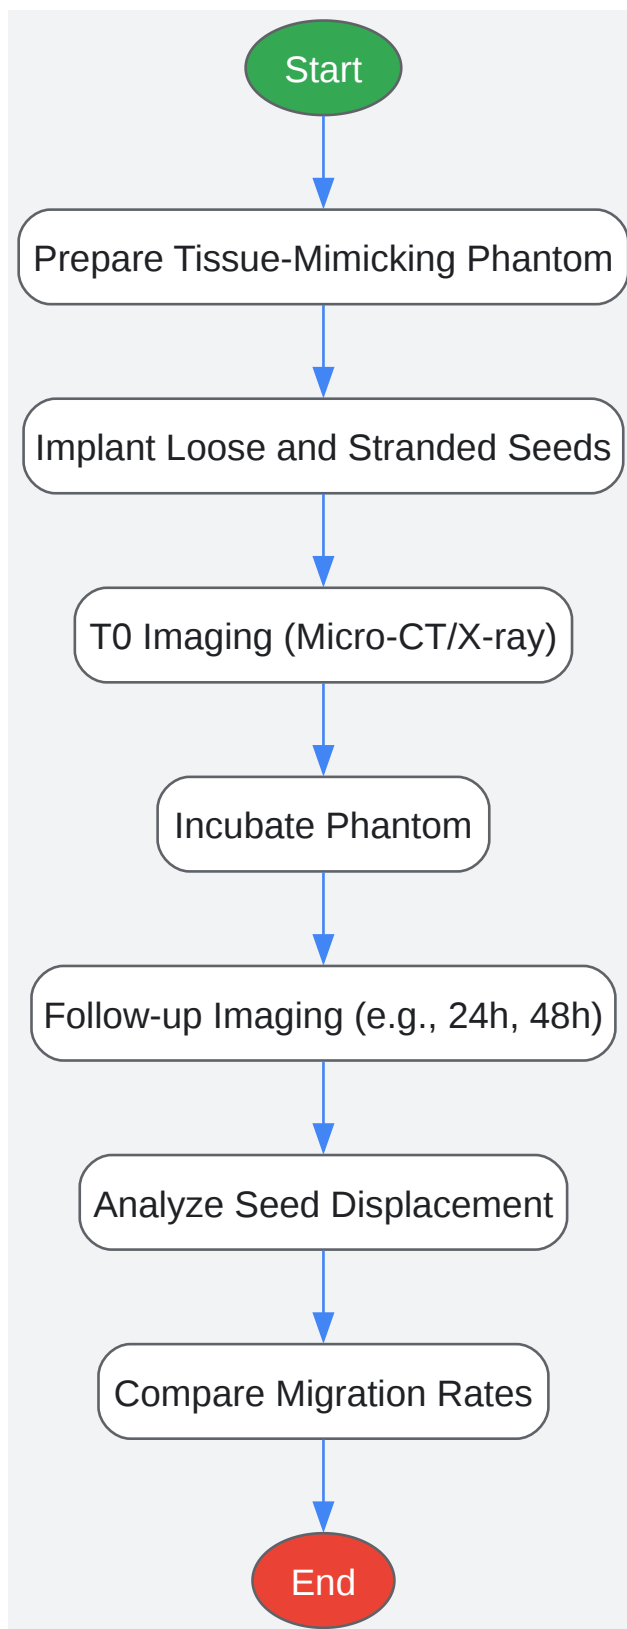 Start
Prepare Tissue-Mimicking Phantom
Implant Loose and Stranded Seeds
T0 Imaging (Micro-CT/X-ray)
Incubate Phantom
Follow-up Imaging (e.g., 24h, 48h)
Analyze Seed Displacement
Compare Migration Rates
End